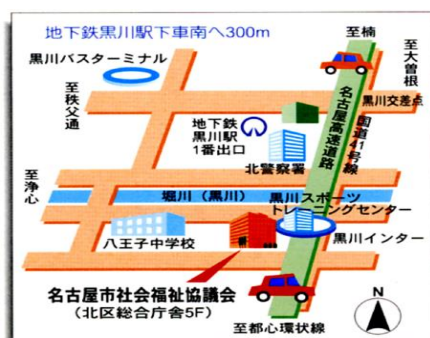 地下鉄黒川駅下車南へ300m
至楠
至大曽根
黒川バスターミナル
至秩父通
黒川交差点
地下鉄
黒川駅
1番出口
名古屋高速道路
国道41号線
北警察署
至浄心
堀川（黒川）
黒川スポーツ
トレーニングセンター
八王子中学校
黒川インター
名古屋市社会福祉協議会
（北区総合庁舎5F）
至都心環状線
N